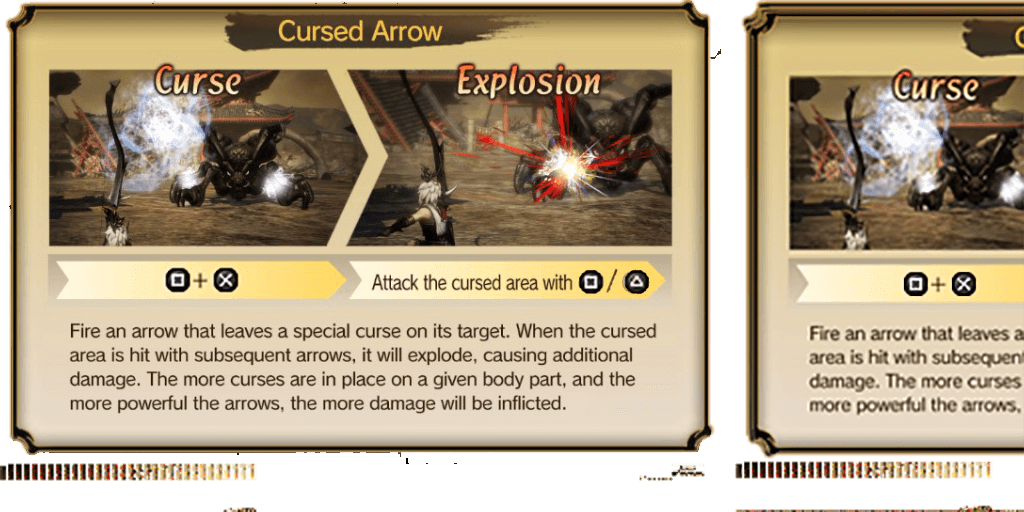 Cursed Arrow
Curse
Explosion
+
Attack the cursed area with /
Fire an arrow that leaves a special curse on its target. When the cursed
area is hit with subsequent arrows, it will explode, causing additional
damage. The more curses are in place on a given body part, and the
more powerful the arrows, the more damage will be inflicted.
Curse
+
Fire an arrow that leaves a
area is hit with subsequent
damage. The more curses
more powerful the arrows,